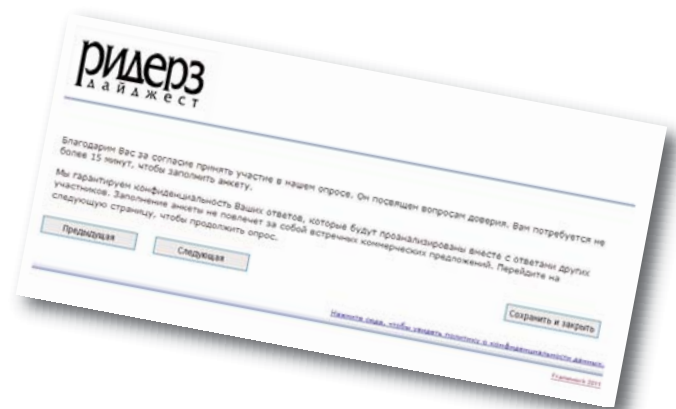 ридерз
дайджест
Благодарим Вас за согласие принять участие в нашем опросе. Он посвящен вопросам доверия. Вам потребуется не
более 15 минут, чтобы заполнить анкету.
Мы гарантируем конфиденциальность Ваших ответов, которые будут проанализированы вместе с ответами других
участников. Заполнение анкеты не повлечет за собой встречных коммерческих предложений. Перейдите на
следующую страницу, чтобы продолжить опрос.
Предыдущая
Следующая
Сохранить и закрыть
Нажмите сюда, чтобы увидеть политику о конфиденциальности данных.
2011